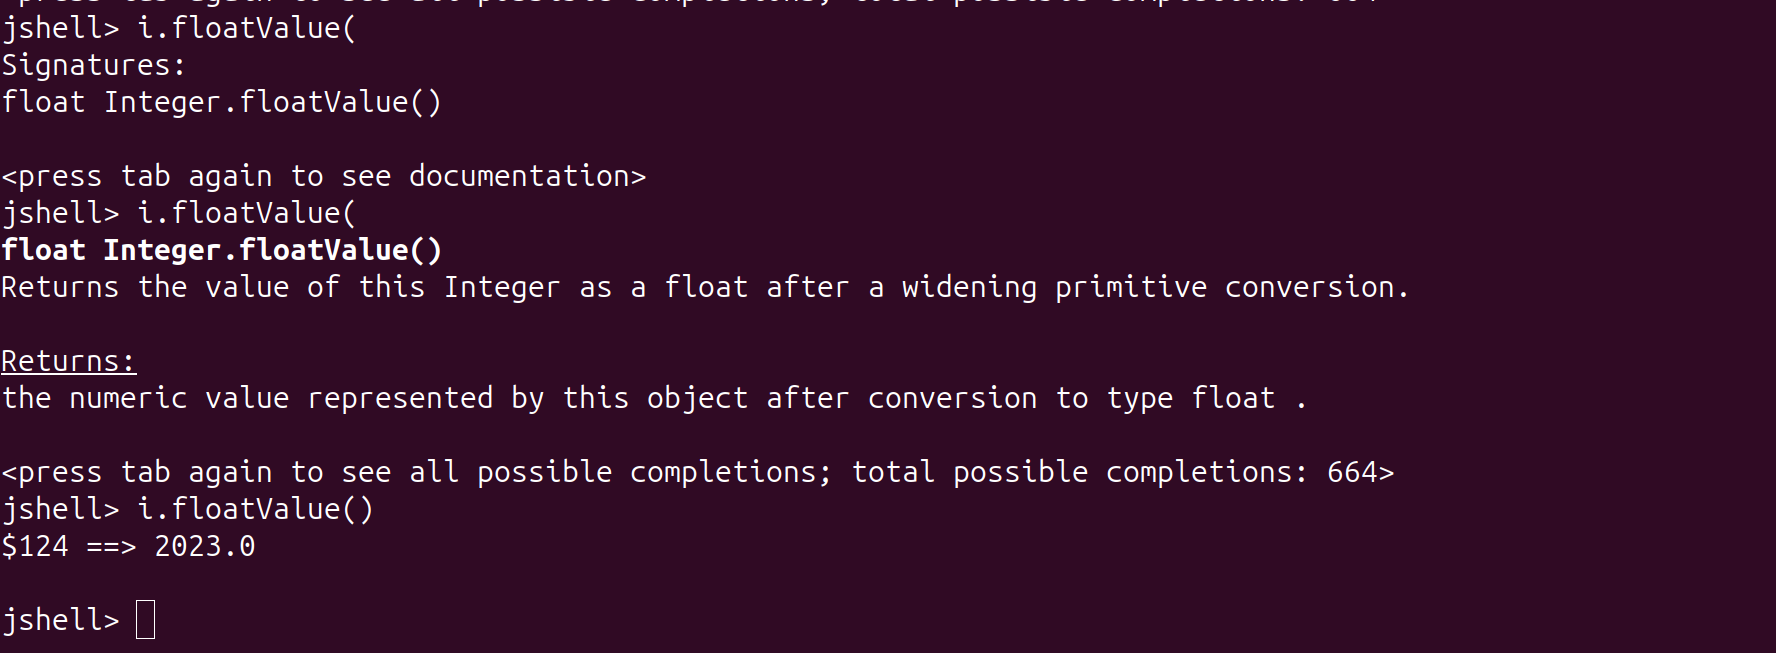 jshell> i.floatValue(
Signatures:
float Integer.floatValue()
<press tab again to see documentation>
jshell> i.floatValue(
float Integer.floatValue()
Returns the value of this Integer as a float after a widening primitive conversion.
Returns:
the numeric value represented by this object after conversion to type float .
<press tab again to see all possible completions; total possible completions: 664>
jshell> i.floatValue()
$124 ==> 2023.0
jshell>